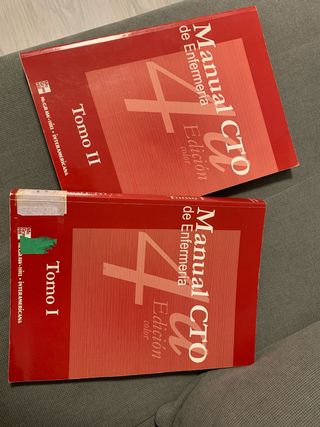 Manual CTO
de Enfermería
4ª
Edición
color
Tomo II
McGRAW-HILL • INTERAMERICANA
Tomo I
Manual CTO
de Enfermería
4ª
Edición
color
Tomo I
McGRAW-HILL • INTERAMERICANA